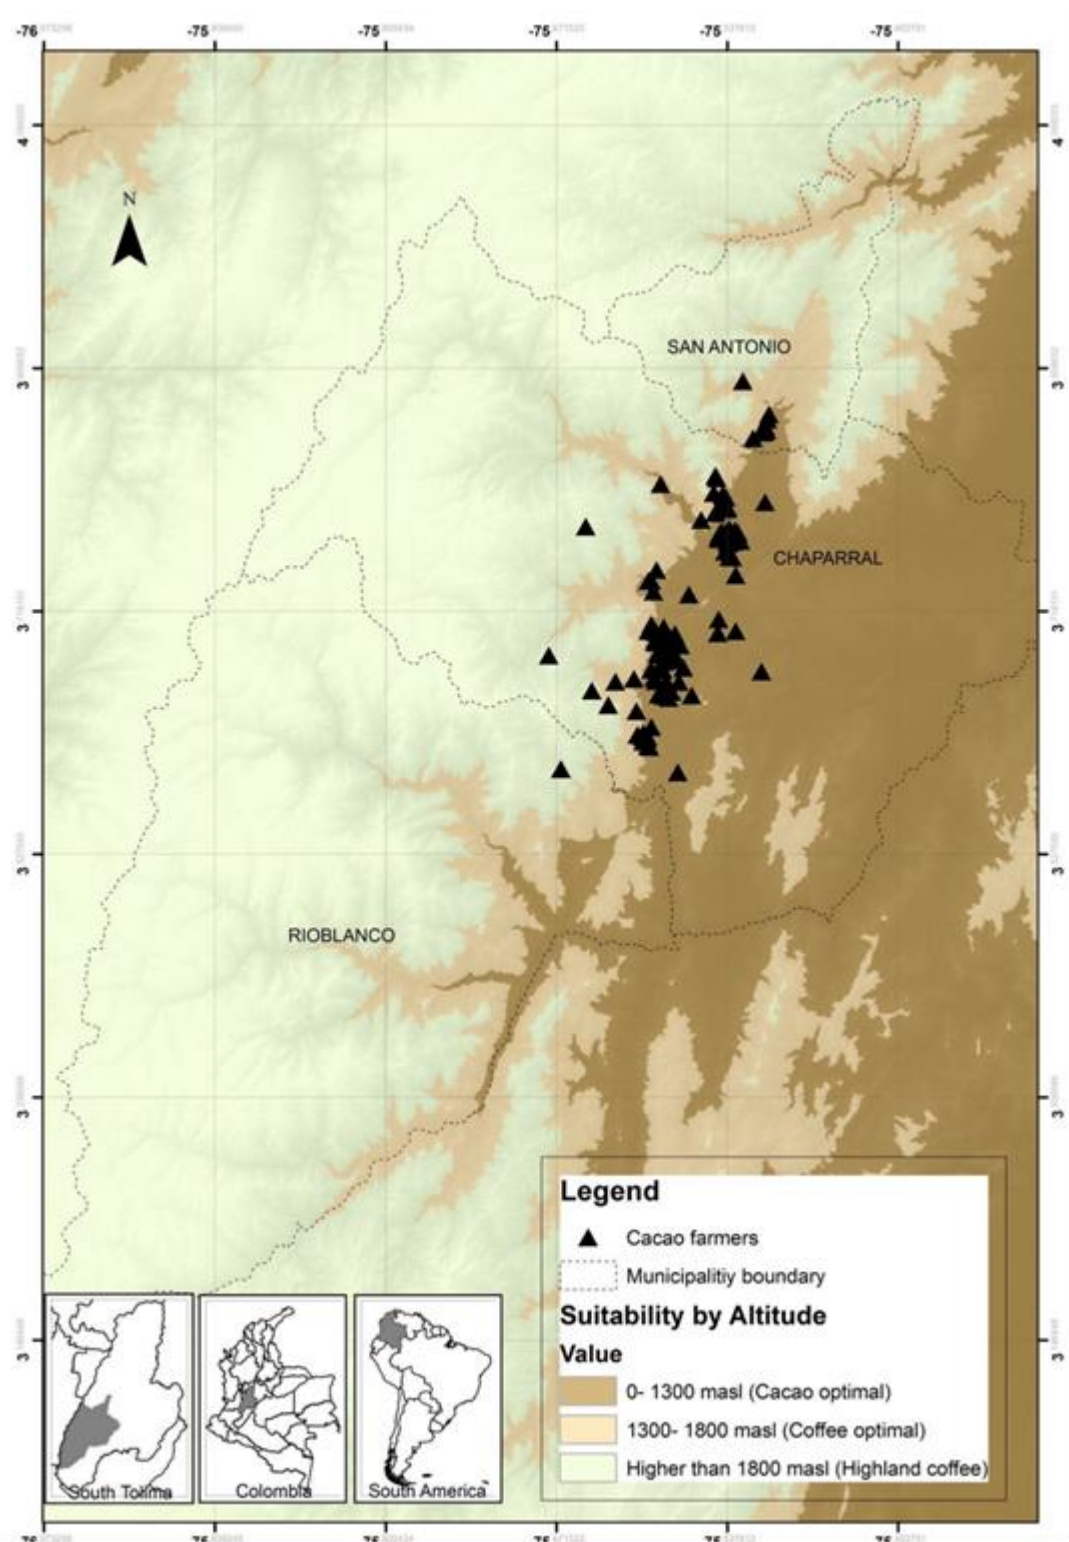 -76
-75
-75
-75
-75
-75
4
4
N
SAN ANTONIO
3
3
CHAPARRAL
3
3
3
3
RIOBLANCO
3
3
Legend
Cacao farmers
Municipalitiy boundary
Suitability by Altitude
Value
0- 1300 masl (Cacao optimal)
1300- 1800 masl (Coffee optimal)
Higher than 1800 masl (Highland coffee)
3
3
South Tolima
Colombia
South America